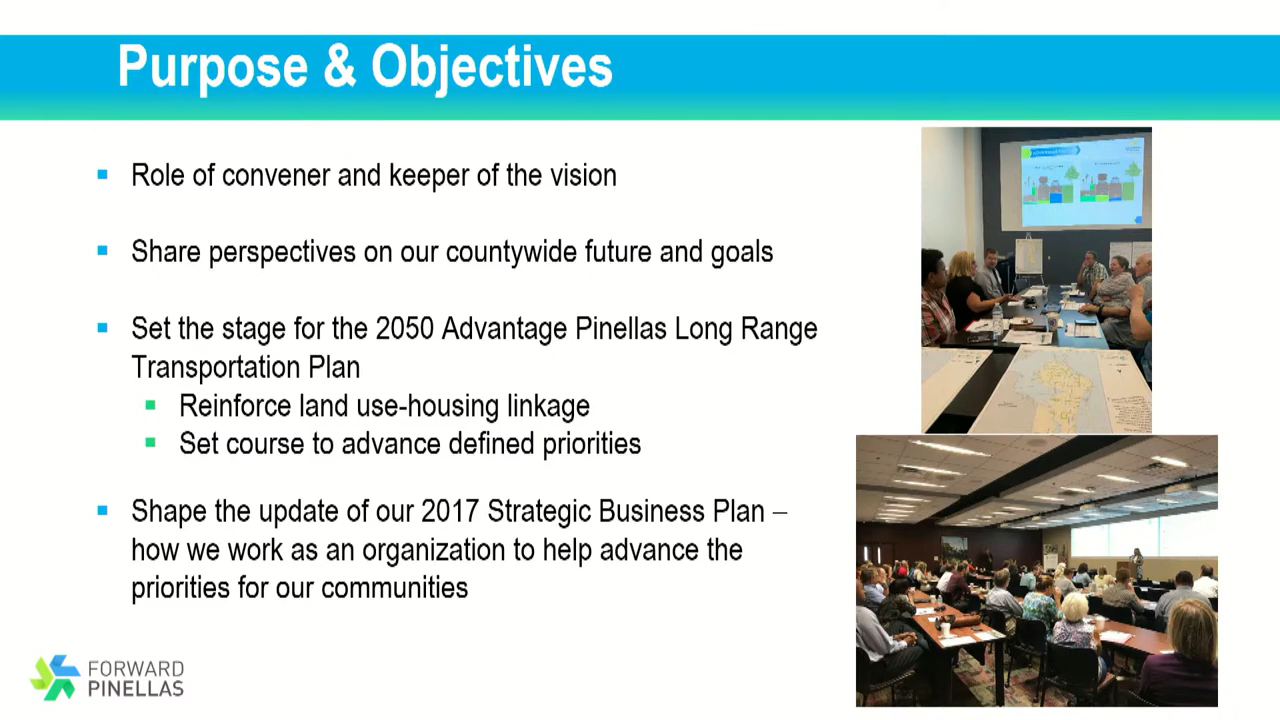 Purpose & Objectives
Role of convener and keeper of the vision
Share perspectives on our countywide future and goals
Set the stage for the 2050 Advantage Pinellas Long Range
Transportation Plan
Reinforce land use-housing linkage
Set course to advance defined priorities
Shape the update of our 2017 Strategic Business Plan –
how we work as an organization to help advance the
priorities for our communities
FORWARD
PINELLAS